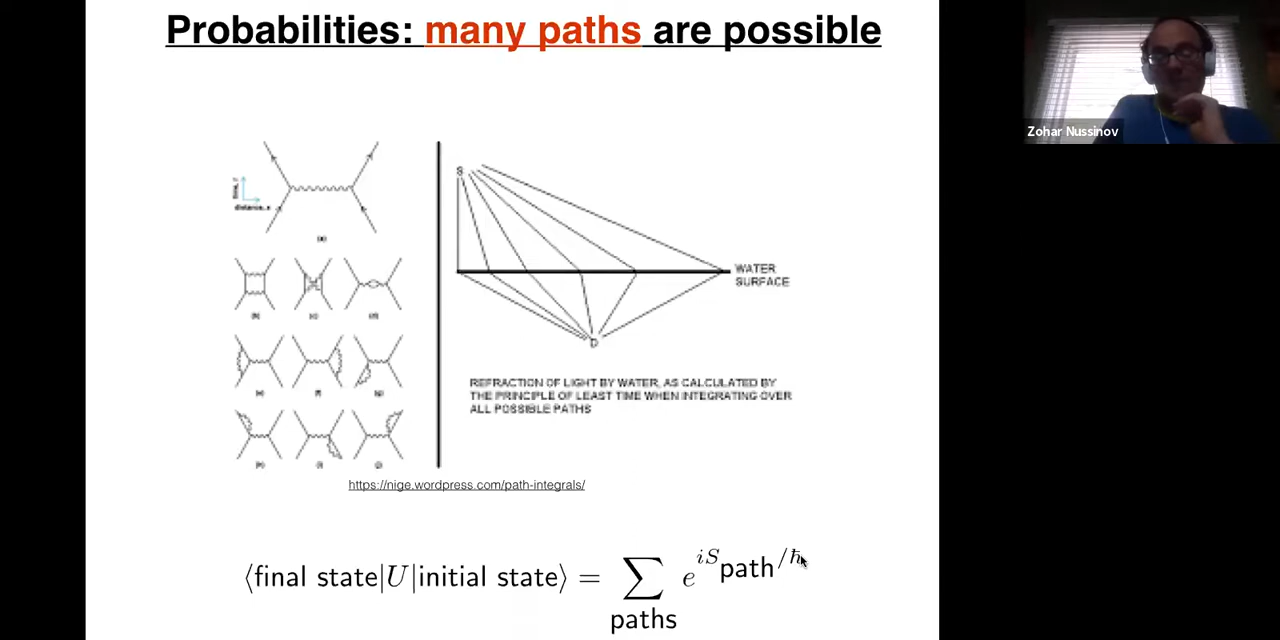 Probabilities: many paths are possible
Zohar Nussinov
time, t
distance, x
(a)
(b) (c) (d)
(e) (f) (g)
(h) (i) (j)
S
WATER
SURFACE
D
REFRACTION OF LIGHT BY WATER, AS CALCULATED BY
THE PRINCIPLE OF LEAST TIME WHEN INTEGRATING OVER
ALL POSSIBLE PATHS
https://nige.wordpress.com/path-integrals/
⟨final state|U|initial state⟩ = ∑ e^{iS_path/ℏ}
paths